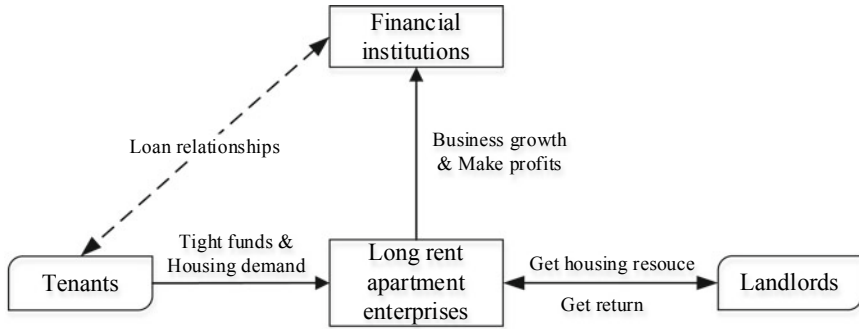 Financial
institutions
Loan relationships
Business growth
& Make profits
Tenants
Tight funds &
Housing demand
Long rent
apartment
enterprises
Get housing resouce
Get return
Landlords